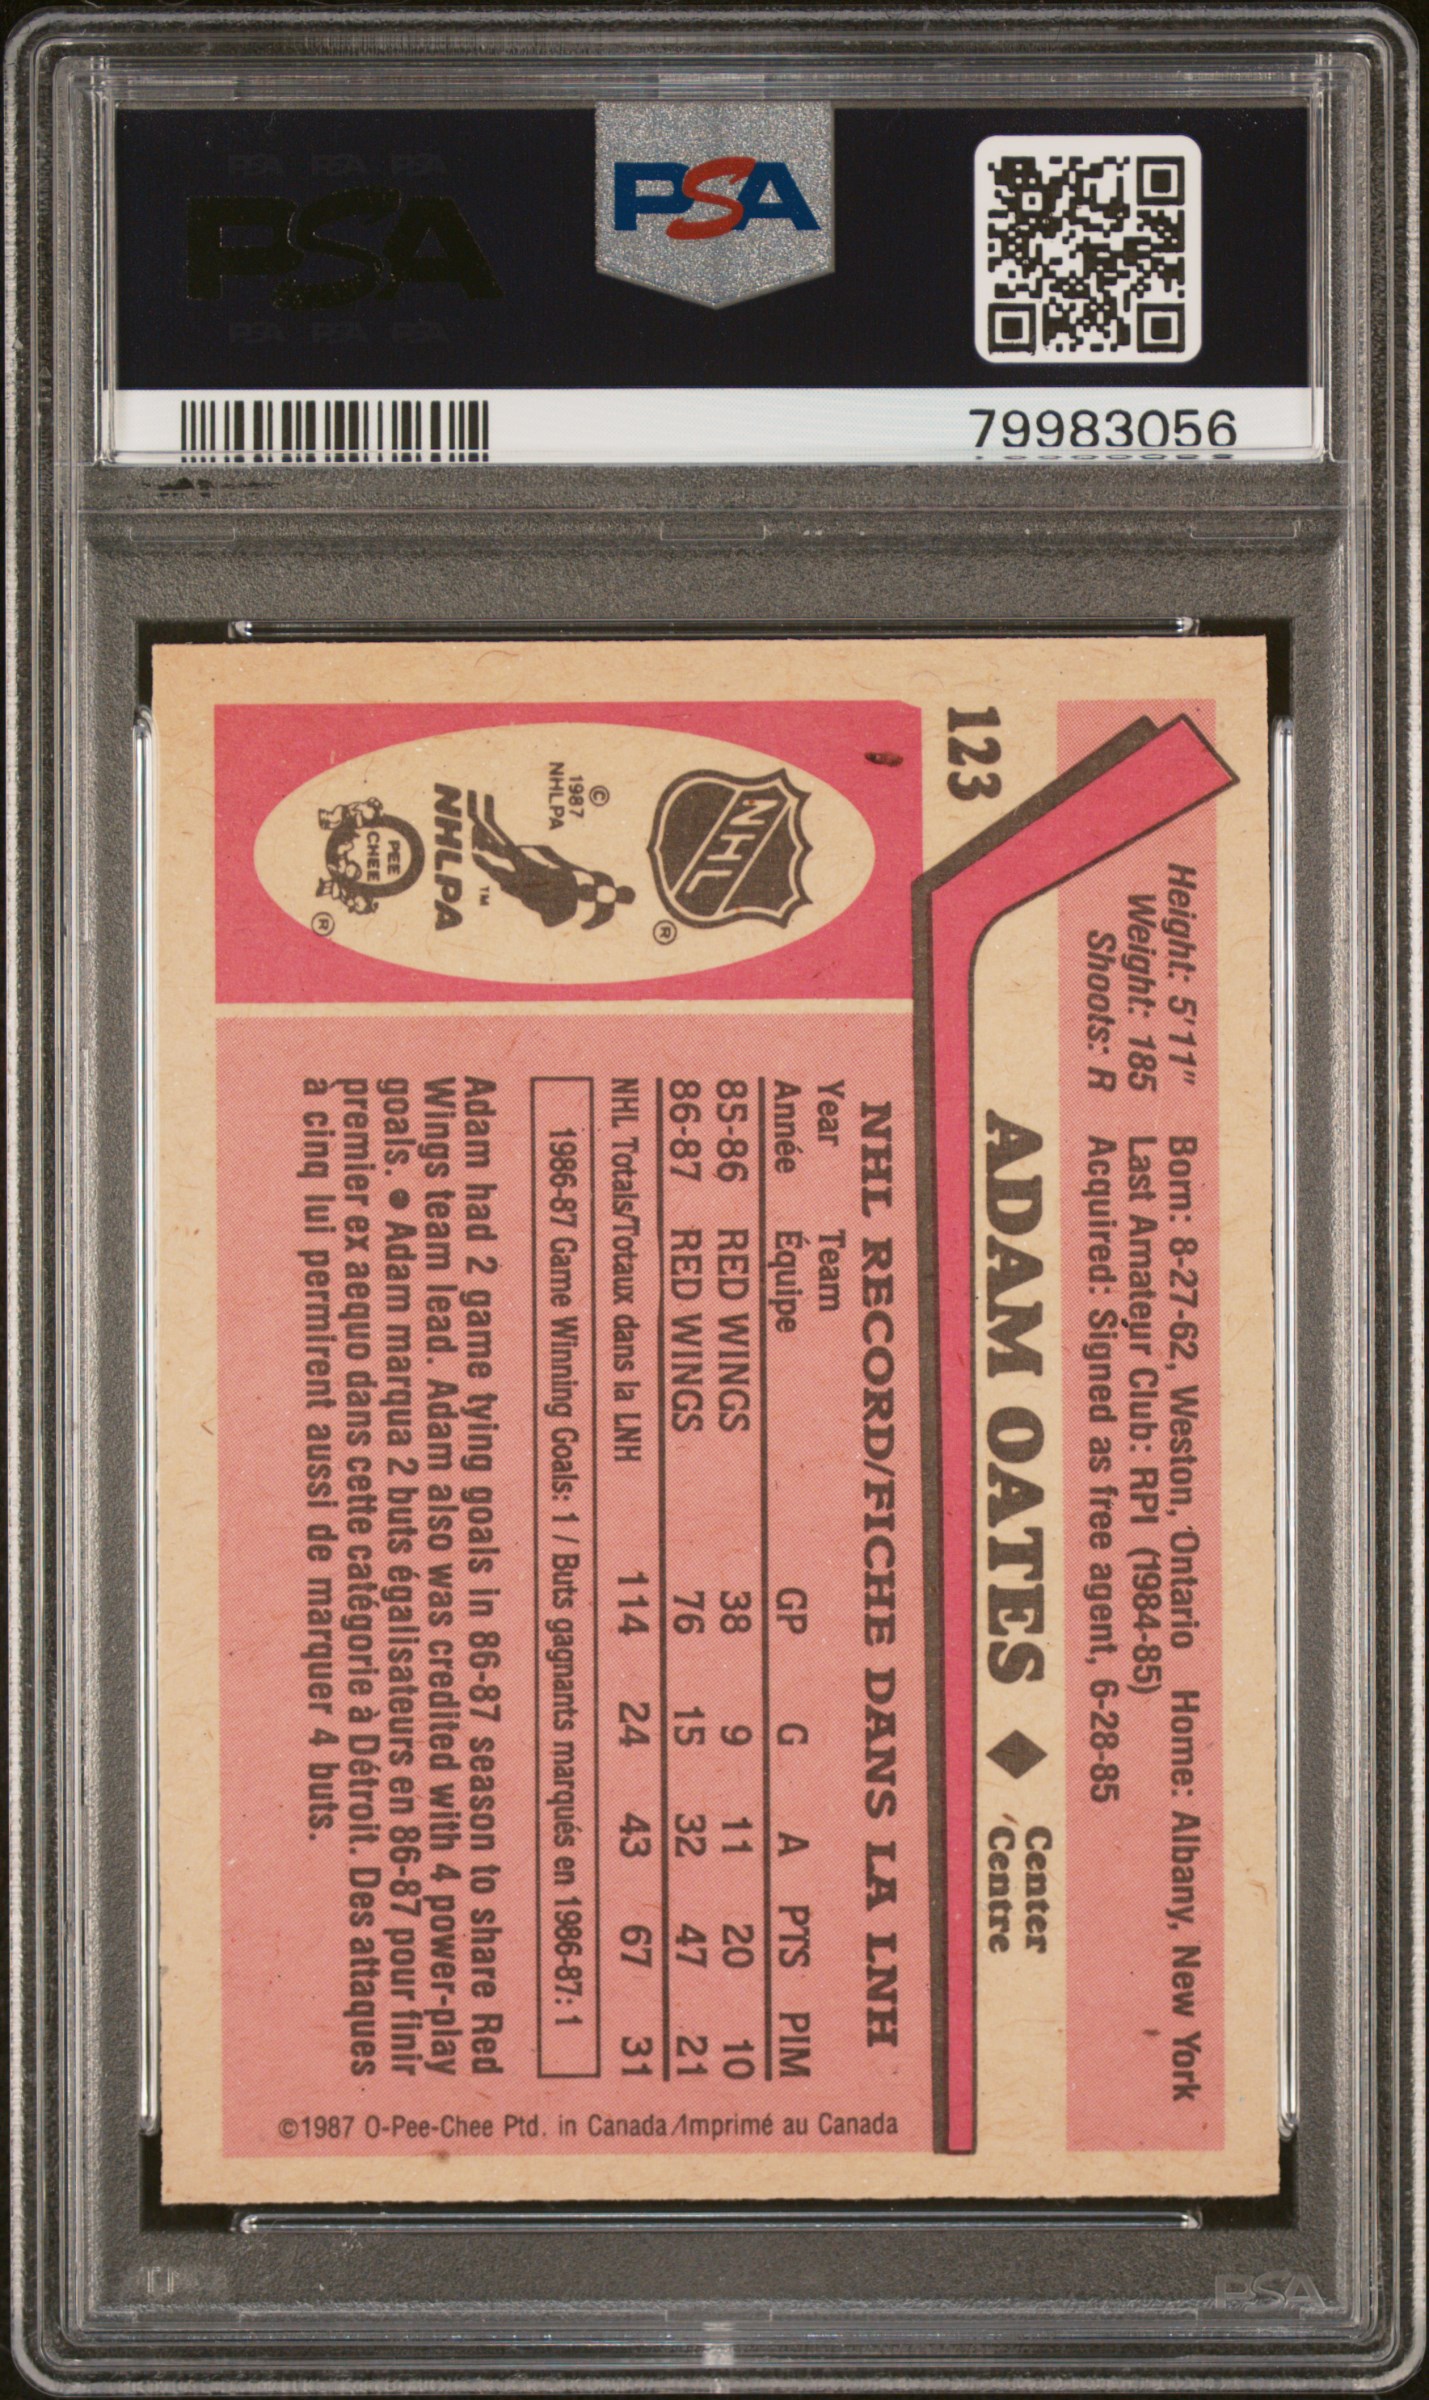 PSA PSA PSA
PSA
PSA PSA PSA
PSA
79983056
123
Height: 5'11" Born: 8-27-62, Weston, Ontario Home: Albany, New York
Weight: 185 Last Amateur Club: RPI (1984-85)
Shoots: R Acquired: Signed as free agent, 6-28-85
ADAM OATES ♦ Center
Centre
NHL RECORD/FICHE DANS LA LNH
Year Team
Année Équipe GP G A PTS PIM
85-86 RED WINGS 38 9 11 20 10
86-87 RED WINGS 76 15 32 47 21
NHL Totals/Totaux dans la LNH 114 24 43 67 31
1986-87 Game Winning Goals: 1 / Buts gagnants marqués en 1986-87: 1
Adam had 2 game tying goals in 86-87 season to share Red
Wings team lead. Adam also was credited with 4 power-play
goals. ● Adam marqua 2 buts égalisateurs en 86-87 pour finir
premier ex aequo dans cette catégorie à Détroit. Des attaques
à cinq lui permirent aussi de marquer 4 buts.
NHL
®
©
1987
NHLPA
™
NHLPA
O
PEE
CHEE
®
©1987 O-Pee-Chee Ptd. in Canada/Imprimé au Canada
PSA